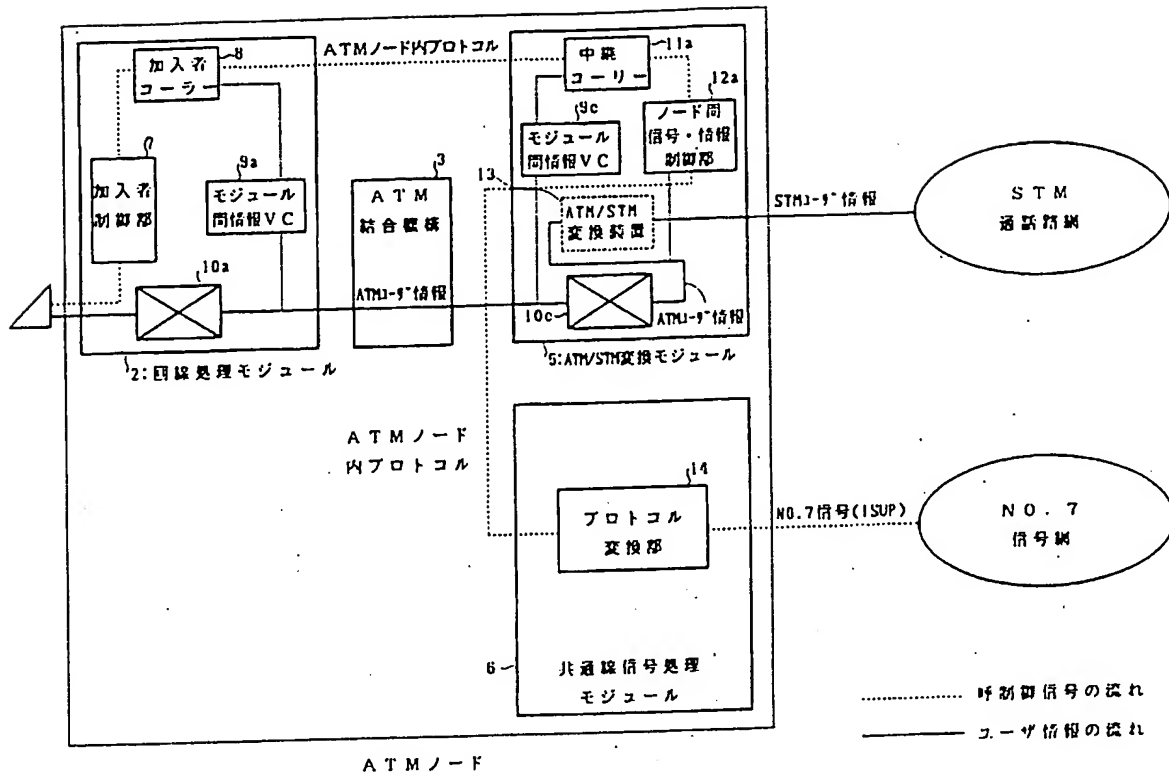 ATMノード内プロトコル
8
加入者
コーラー
7
加入者
制御部
9a
モジュール
間情報VC
10a
2:回線処理モジュール
3
ATM
結合機構
ATMユーザ情報
11a
中継
コーリー
9c
モジュール
間情報VC
12a
ノード間
信号・情報
制御部
13
ATM/STM
変換装置
10c
ATMユーザ情報
5:ATM/STM変換モジュール
STMユーザ情報
STM
通話路網
ATMノード
内プロトコル
14
プロトコル
変換部
NO.7信号(ISUP)
NO.7
信号網
6
共通線信号処理
モジュール
呼制御信号の流れ
ユーザ情報の流れ
ATMノード